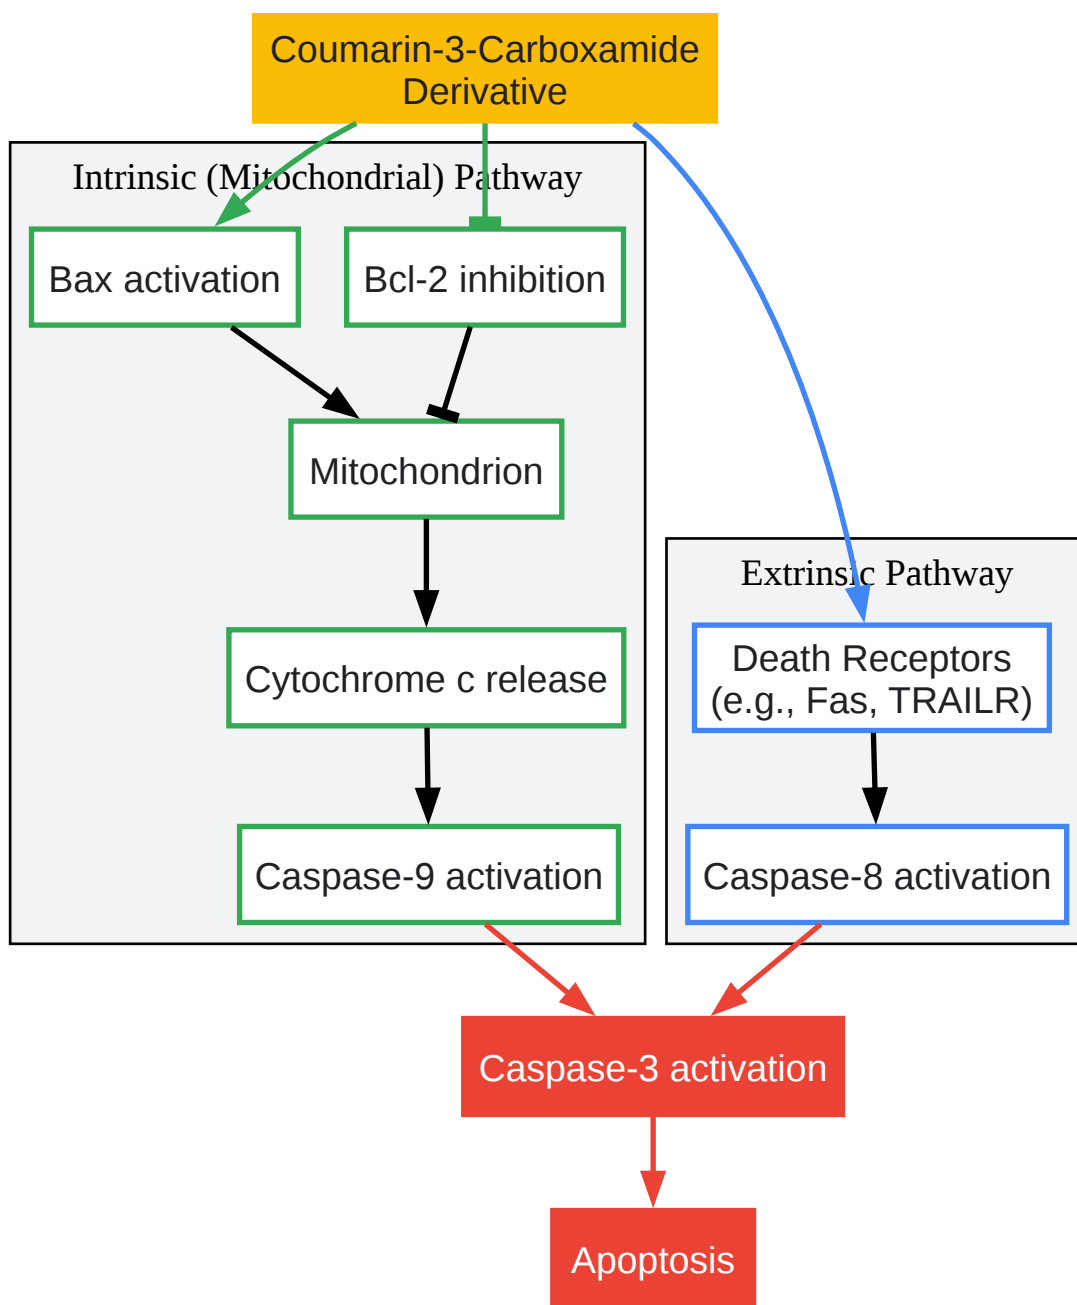 Coumarin-3-Carboxamide
Derivative
Intrinsic (Mitochondrial) Pathway
Bax activation
Bcl-2 inhibition
Mitochondrion
Cytochrome c release
Caspase-9 activation
Extrinsic Pathway
Death Receptors
(e.g., Fas, TRAILR)
Caspase-8 activation
Caspase-3 activation
Apoptosis